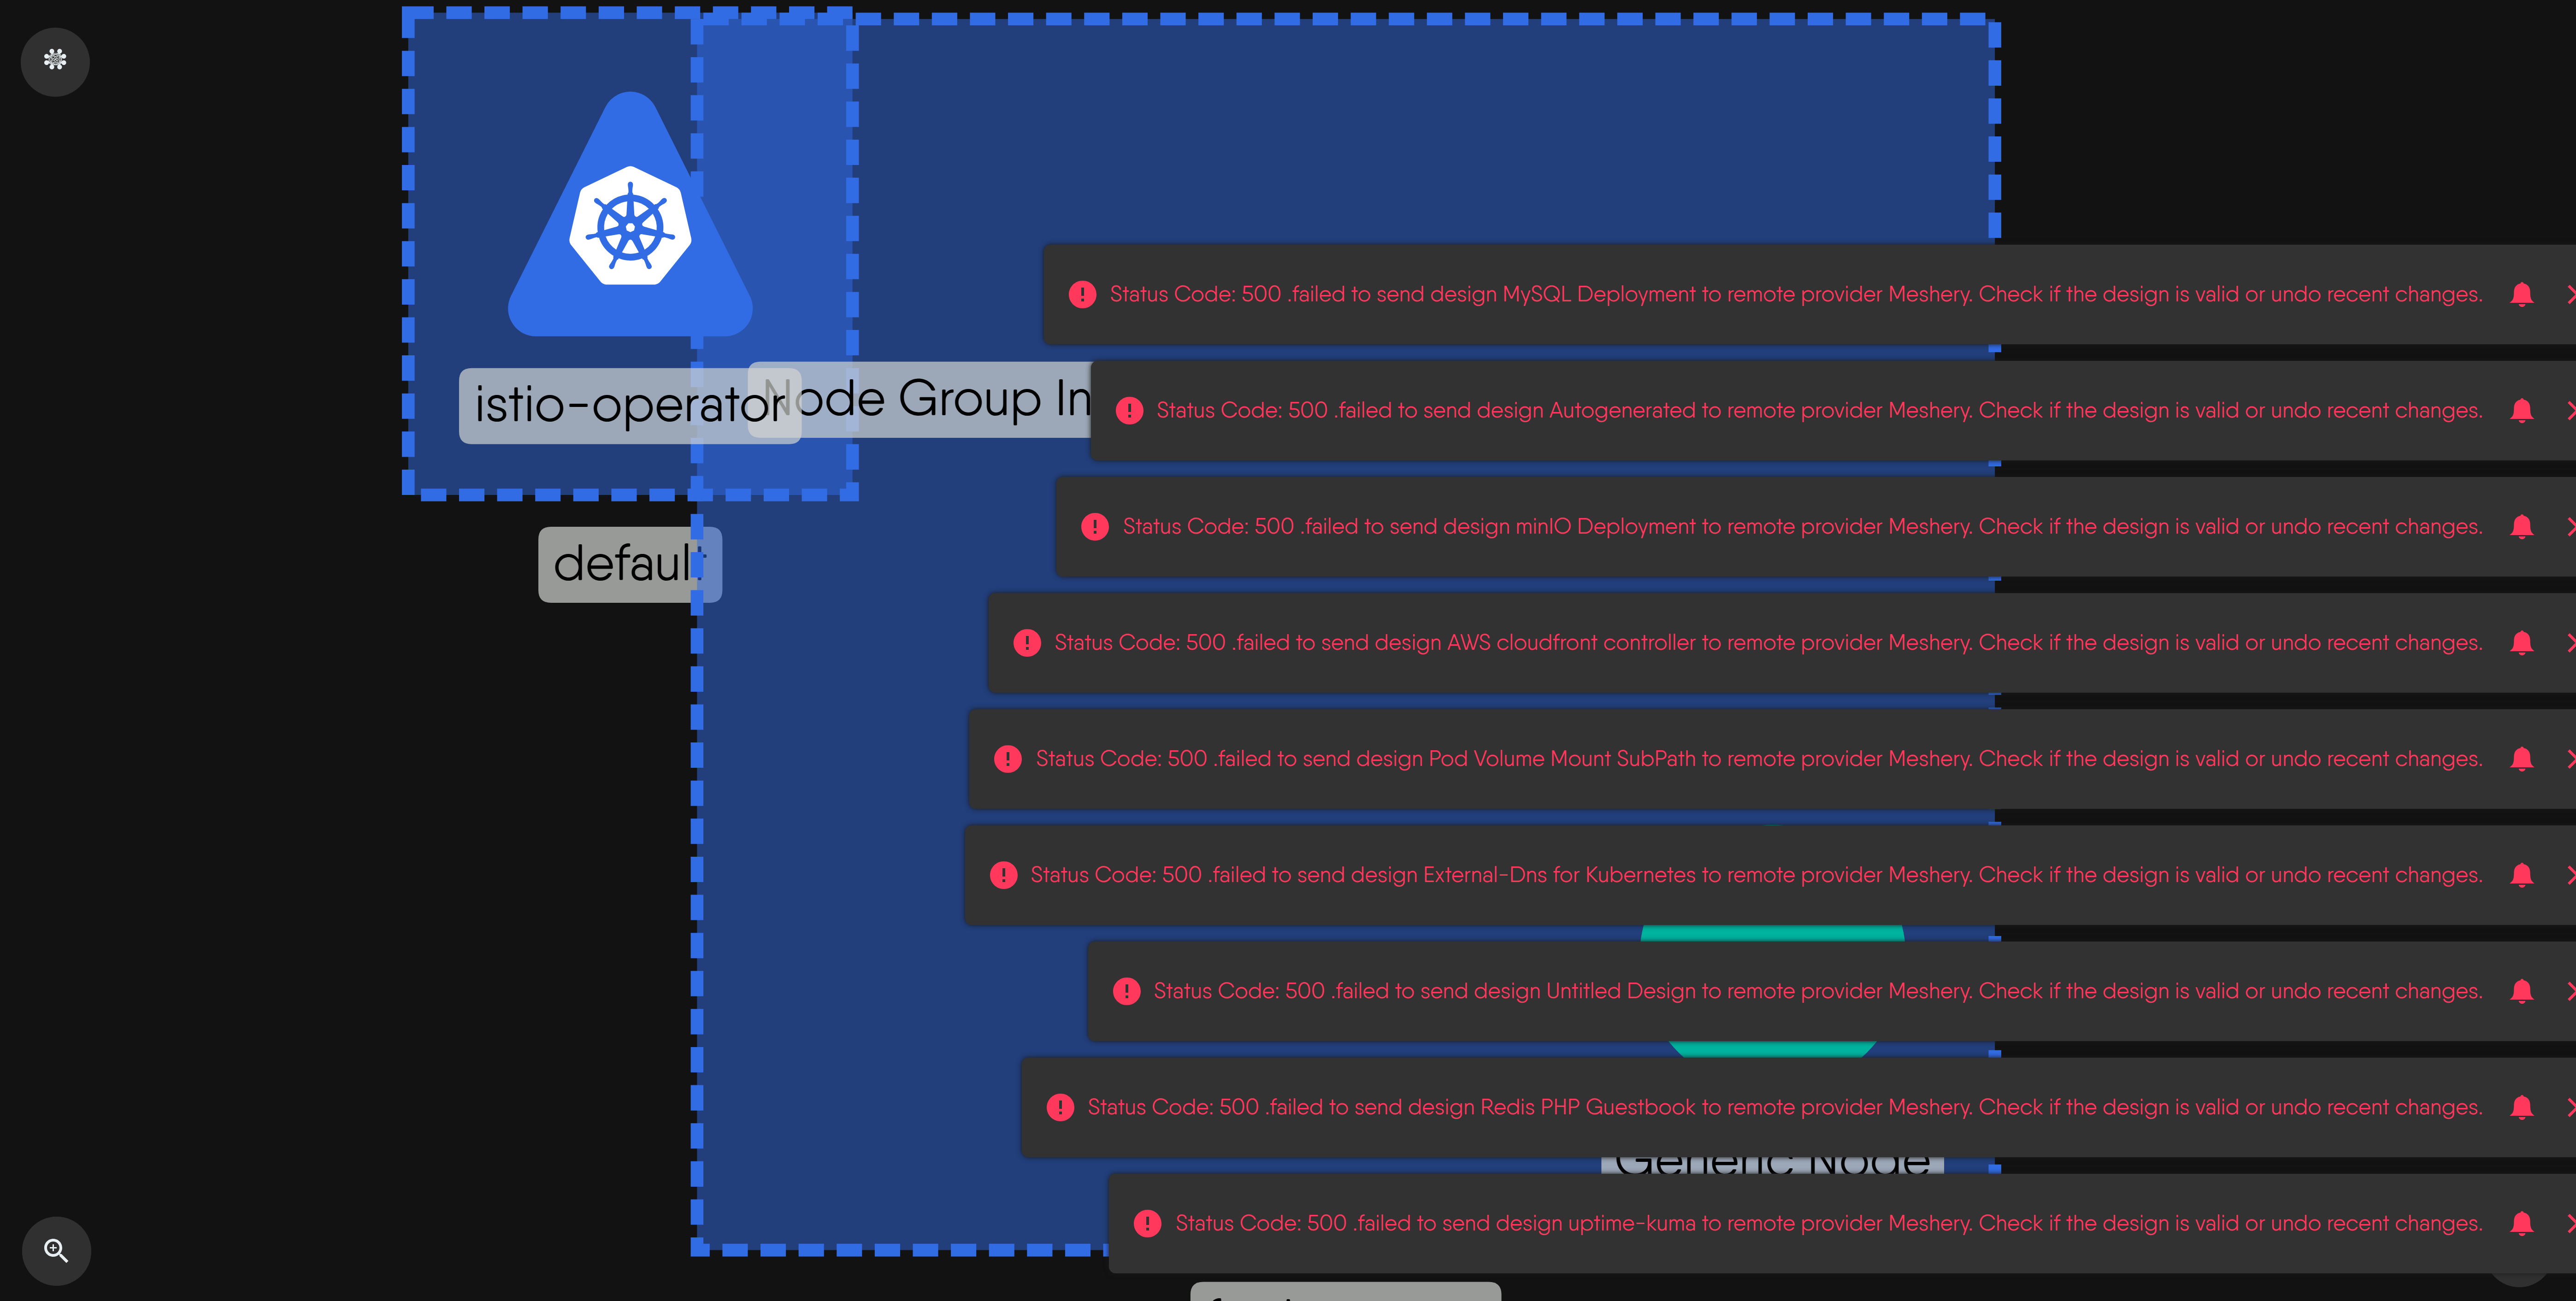 Status Code: 500 .failed to send design MySQL Deployment to remote provider Meshery. Check if the design is valid or undo recent changes.
istio-operator
Node Group In
Status Code: 500 .failed to send design Autogenerated to remote provider Meshery. Check if the design is valid or undo recent changes.
Status Code: 500 .failed to send design minIO Deployment to remote provider Meshery. Check if the design is valid or undo recent changes.
default
Status Code: 500 .failed to send design AWS cloudfront controller to remote provider Meshery. Check if the design is valid or undo recent changes.
Status Code: 500 .failed to send design Pod Volume Mount SubPath to remote provider Meshery. Check if the design is valid or undo recent changes.
Status Code: 500 .failed to send design External-Dns for Kubernetes to remote provider Meshery. Check if the design is valid or undo recent changes.
Status Code: 500 .failed to send design Untitled Design to remote provider Meshery. Check if the design is valid or undo recent changes.
Status Code: 500 .failed to send design Redis PHP Guestbook to remote provider Meshery. Check if the design is valid or undo recent changes.
Generic Node
Status Code: 500 .failed to send design uptime-kuma to remote provider Meshery. Check if the design is valid or undo recent changes.